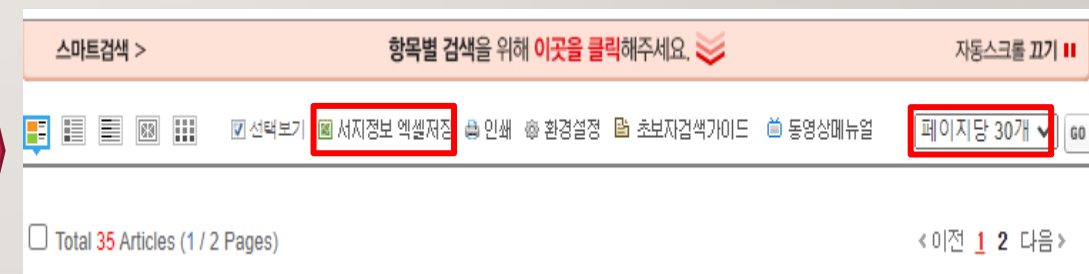 스마트검색 > 항목별 검색을 위해 이곳을 클릭해주세요. 자동스크롤 끄기
선택보기 서지정보 엑셀저장 인쇄 환경설정 초보자검색가이드 동영상메뉴얼 페이지당 30개 GO
Total 35 Articles (1 / 2 Pages) < 이전 1 2 다음 >